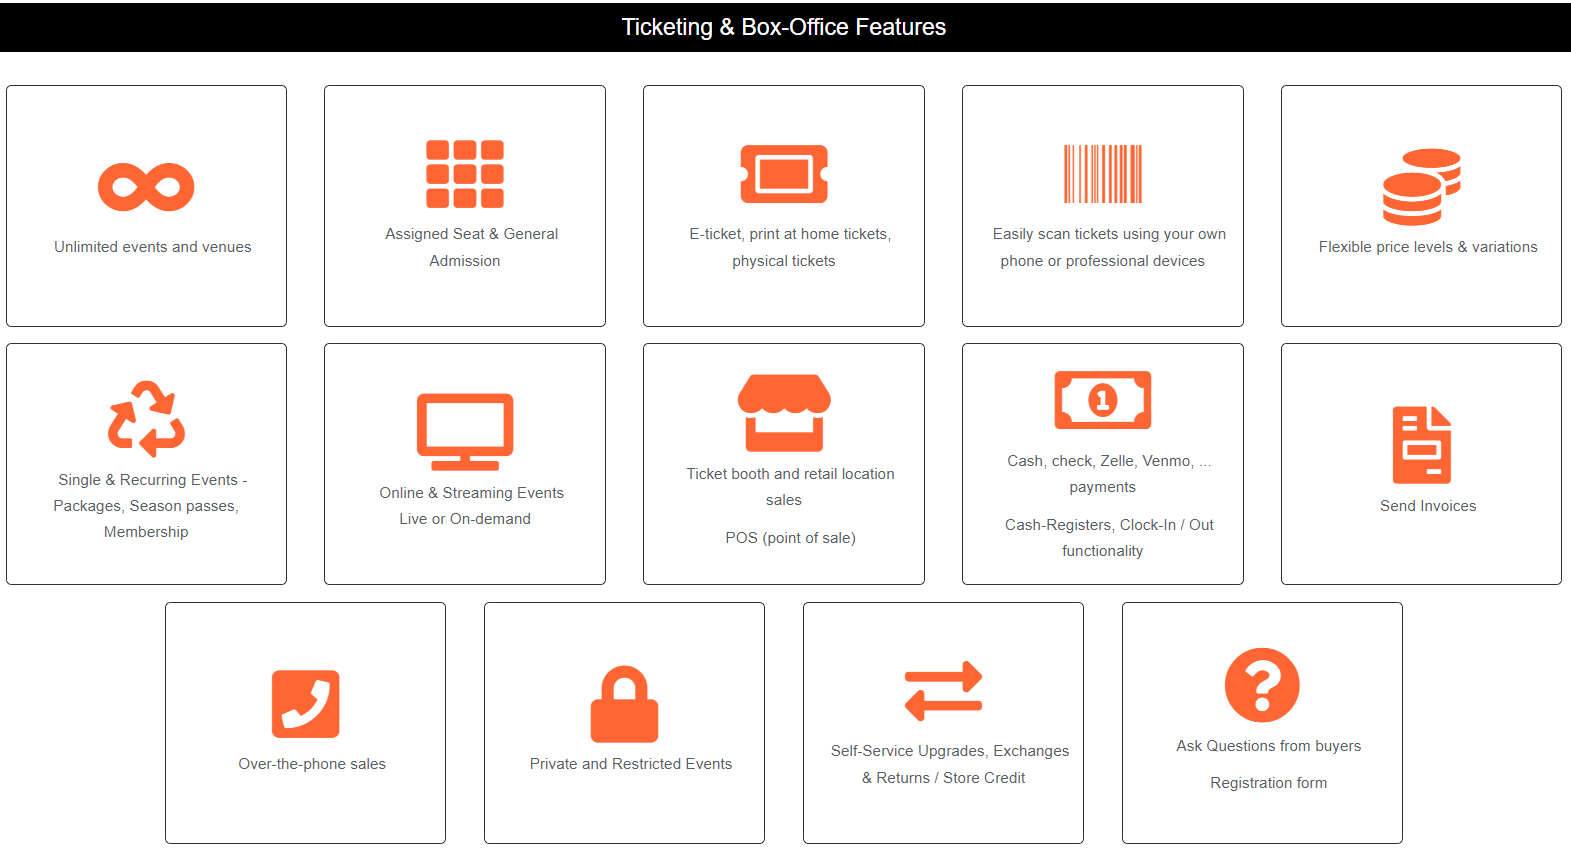 Ticketing & Box-Office Features
Unlimited events and venues
Assigned Seat & General
Admission
E-ticket, print at home tickets,
physical tickets
Easily scan tickets using your own
phone or professional devices
Flexible price levels & variations
Single & Recurring Events -
Packages, Season passes,
Membership
Online & Streaming Events
Live or On-demand
Ticket booth and retail location
sales
POS (point of sale)
1
Cash, check, Zelle, Venmo, ...
payments
Cash-Registers, Clock-In / Out
functionality
Send Invoices
Over-the-phone sales
Private and Restricted Events
Self-Service Upgrades, Exchanges
& Returns / Store Credit
?
Ask Questions from buyers
Registration form